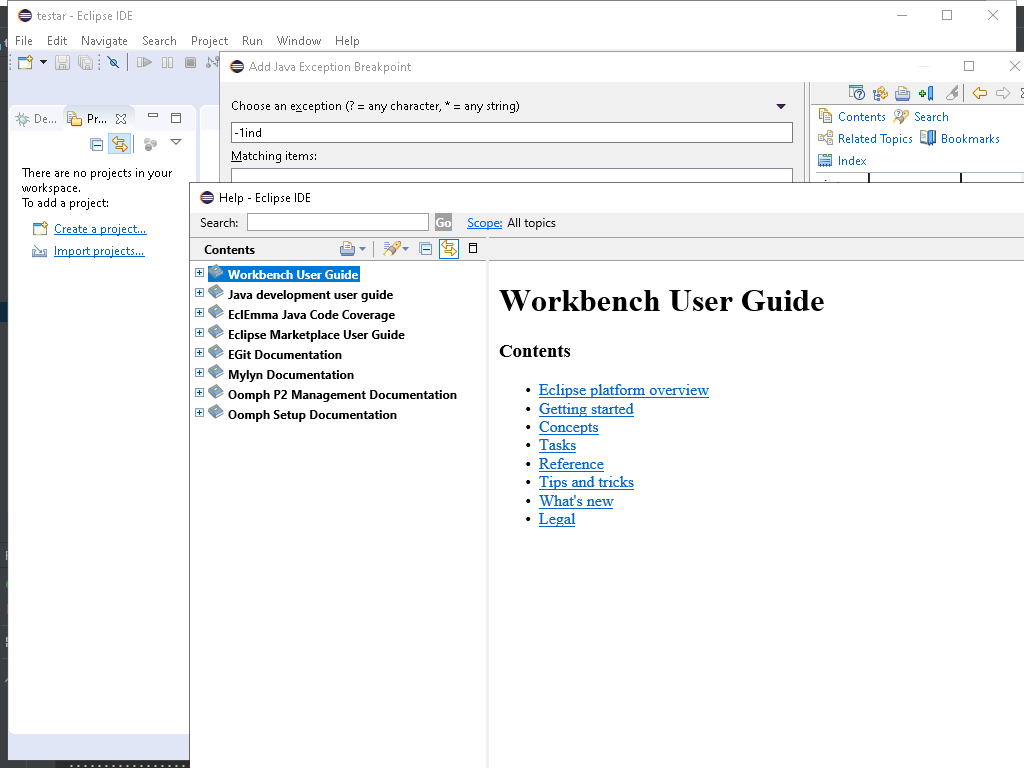 testar - Eclipse IDE
File Edit Navigate Search Project Run Window Help
Add Java Exception Breakpoint
Choose an exception (? = any character, * = any string)
-1ind
Matching items:
De... Pr...
There are no projects in your
workspace.
To add a project:
Create a project...
Import projects...
Contents Search
Related Topics Bookmarks
Index
Help - Eclipse IDE
Search: Go Scope: All topics
Contents
Workbench User Guide
Java development user guide
EclEmma Java Code Coverage
Eclipse Marketplace User Guide
EGit Documentation
Mylyn Documentation
Oomph P2 Management Documentation
Oomph Setup Documentation
Workbench User Guide
Contents
• Eclipse platform overview
• Getting started
• Concepts
• Tasks
• Reference
• Tips and tricks
• What's new
• Legal